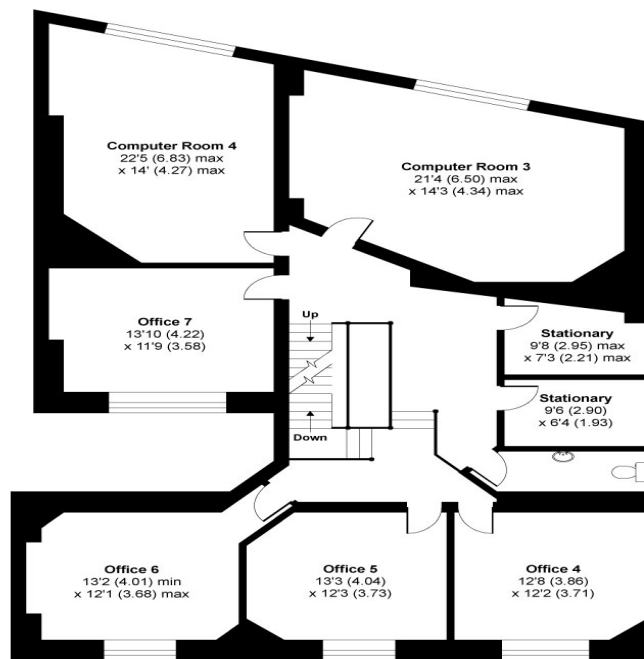 Computer Room 4
22'5 (6.83) max
x 14' (4.27) max
Computer Room 3
21'4 (6.50) max
x 14'3 (4.34) max
Office 7
13'10 (4.22)
x 11'9 (3.58)
Up
Down
Stationary
9'8 (2.95) max
x 7'3 (2.21) max
Stationary
9'6 (2.90)
x 6'4 (1.93)
Office 6
13'2 (4.01) min
x 12'1 (3.68) max
Office 5
13'3 (4.04)
x 12'3 (3.73)
Office 4
12'8 (3.86)
x 12'2 (3.71)